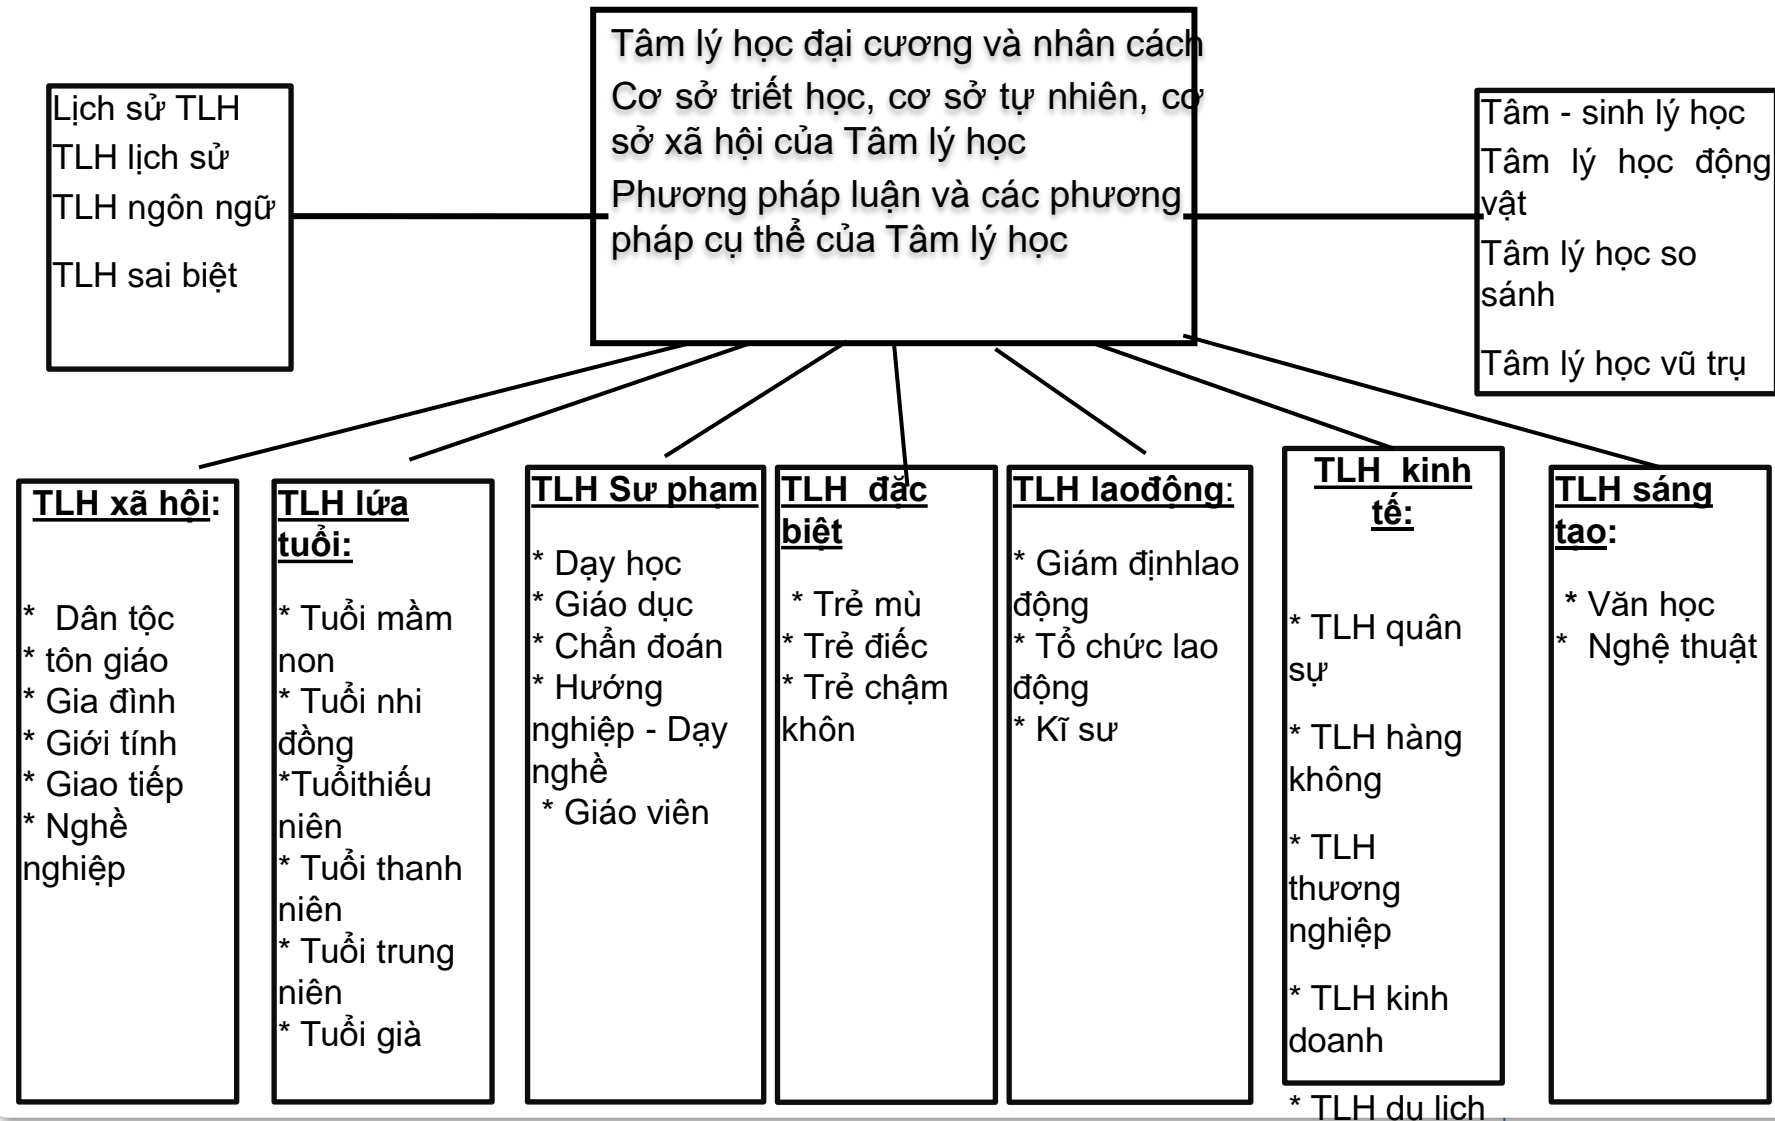 Tâm lý học đại cương và nhân cách
Cơ sở triết học, cơ sở tự nhiên, cơ
sở xã hội của Tâm lý học
Phương pháp luận và các phương
pháp cụ thể của Tâm lý học
Lịch sử TLH
TLH lịch sử
TLH ngôn ngữ
TLH sai biệt
Tâm - sinh lý học
Tâm lý học động
vật
Tâm lý học so
sánh
Tâm lý học vũ trụ
TLH xã hội:
* Dân tộc
* tôn giáo
* Gia đình
* Giới tính
* Giao tiếp
* Nghề
nghiệp
TLH lứa
tuổi:
* Tuổi mầm
non
* Tuổi nhi
đồng
*Tuổithiếu
niên
* Tuổi thanh
niên
* Tuổi trung
niên
* Tuổi già
TLH Sư phạm
* Dạy học
* Giáo dục
* Chẩn đoán
* Hướng
nghiệp - Dạy
nghề
* Giáo viên
TLH đặc
biệt
* Trẻ mù
* Trẻ điếc
* Trẻ chậm
khôn
TLH laođộng:
* Giám địnhlao
động
* Tổ chức lao
động
* Kĩ sư
TLH kinh
tế:
* TLH quân
sự
* TLH hàng
không
* TLH
thương
nghiệp
* TLH kinh
doanh
* TLH du lịch
TLH sáng
tạo:
* Văn học
* Nghệ thuật